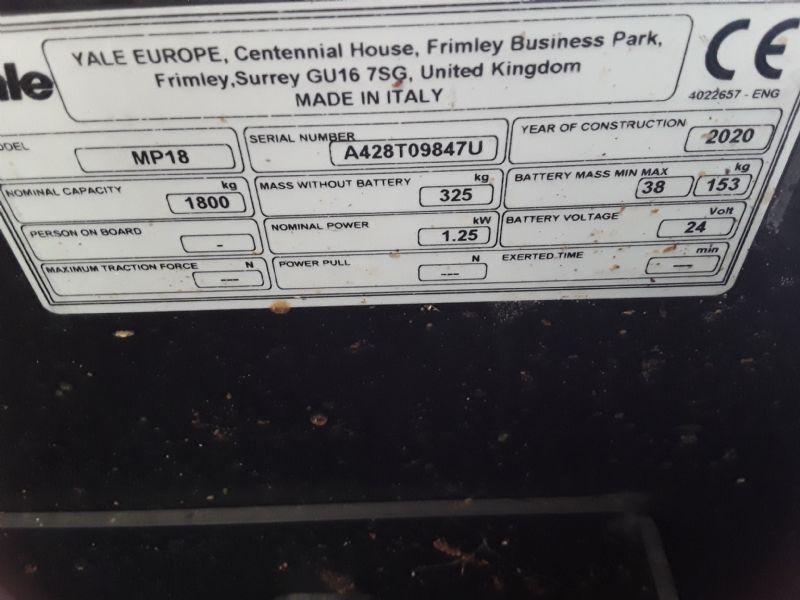 ale
YALE EUROPE, Centennial House, Frimley Business Park,
Frimley,Surrey GU16 7SG, United Kingdom
MADE IN ITALY
CE
4022657 - ENG
ODEL MP18
SERIAL NUMBER A428T09847U
YEAR OF CONSTRUCTION 2020
NOMINAL CAPACITY kg 1800
MASS WITHOUT BATTERY kg 325
BATTERY MASS MIN MAX kg 38 153
PERSON ON BOARD -
NOMINAL POWER kW 1.25
BATTERY VOLTAGE Volt 24
MAXIMUM TRACTION FORCE N ---
POWER PULL N ---
EXERTED TIME min ---